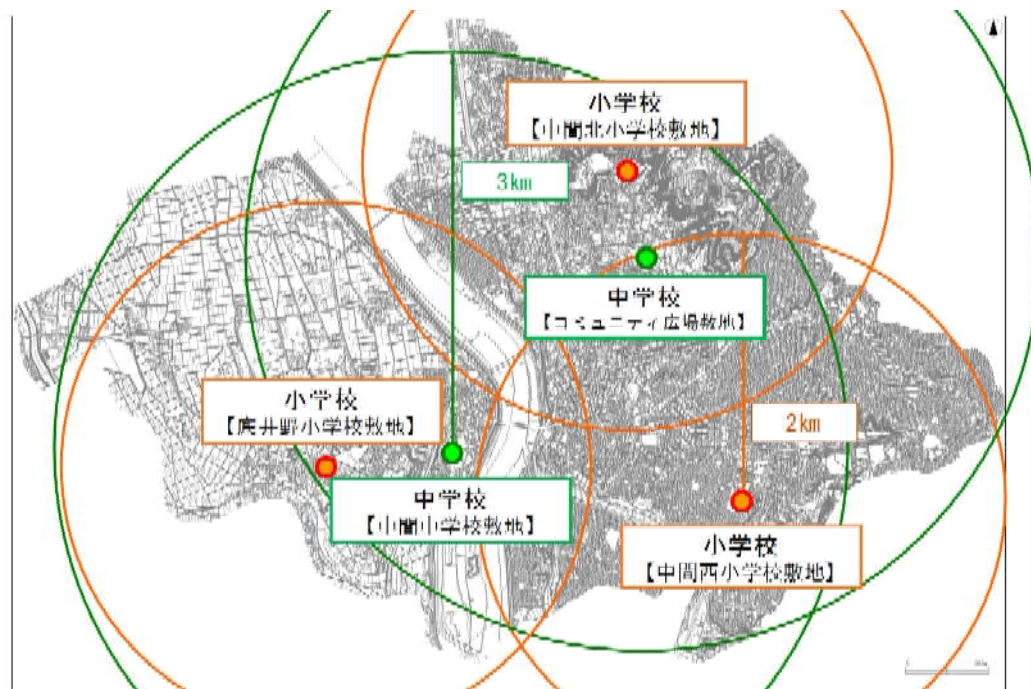 小学校
【中間北小学校敷地】
3km
中学校
【コミュニティ広場敷地】
小学校
【底井野小学校敷地】
2km
中学校
【中間中学校敷地】
小学校
【中間西小学校敷地】